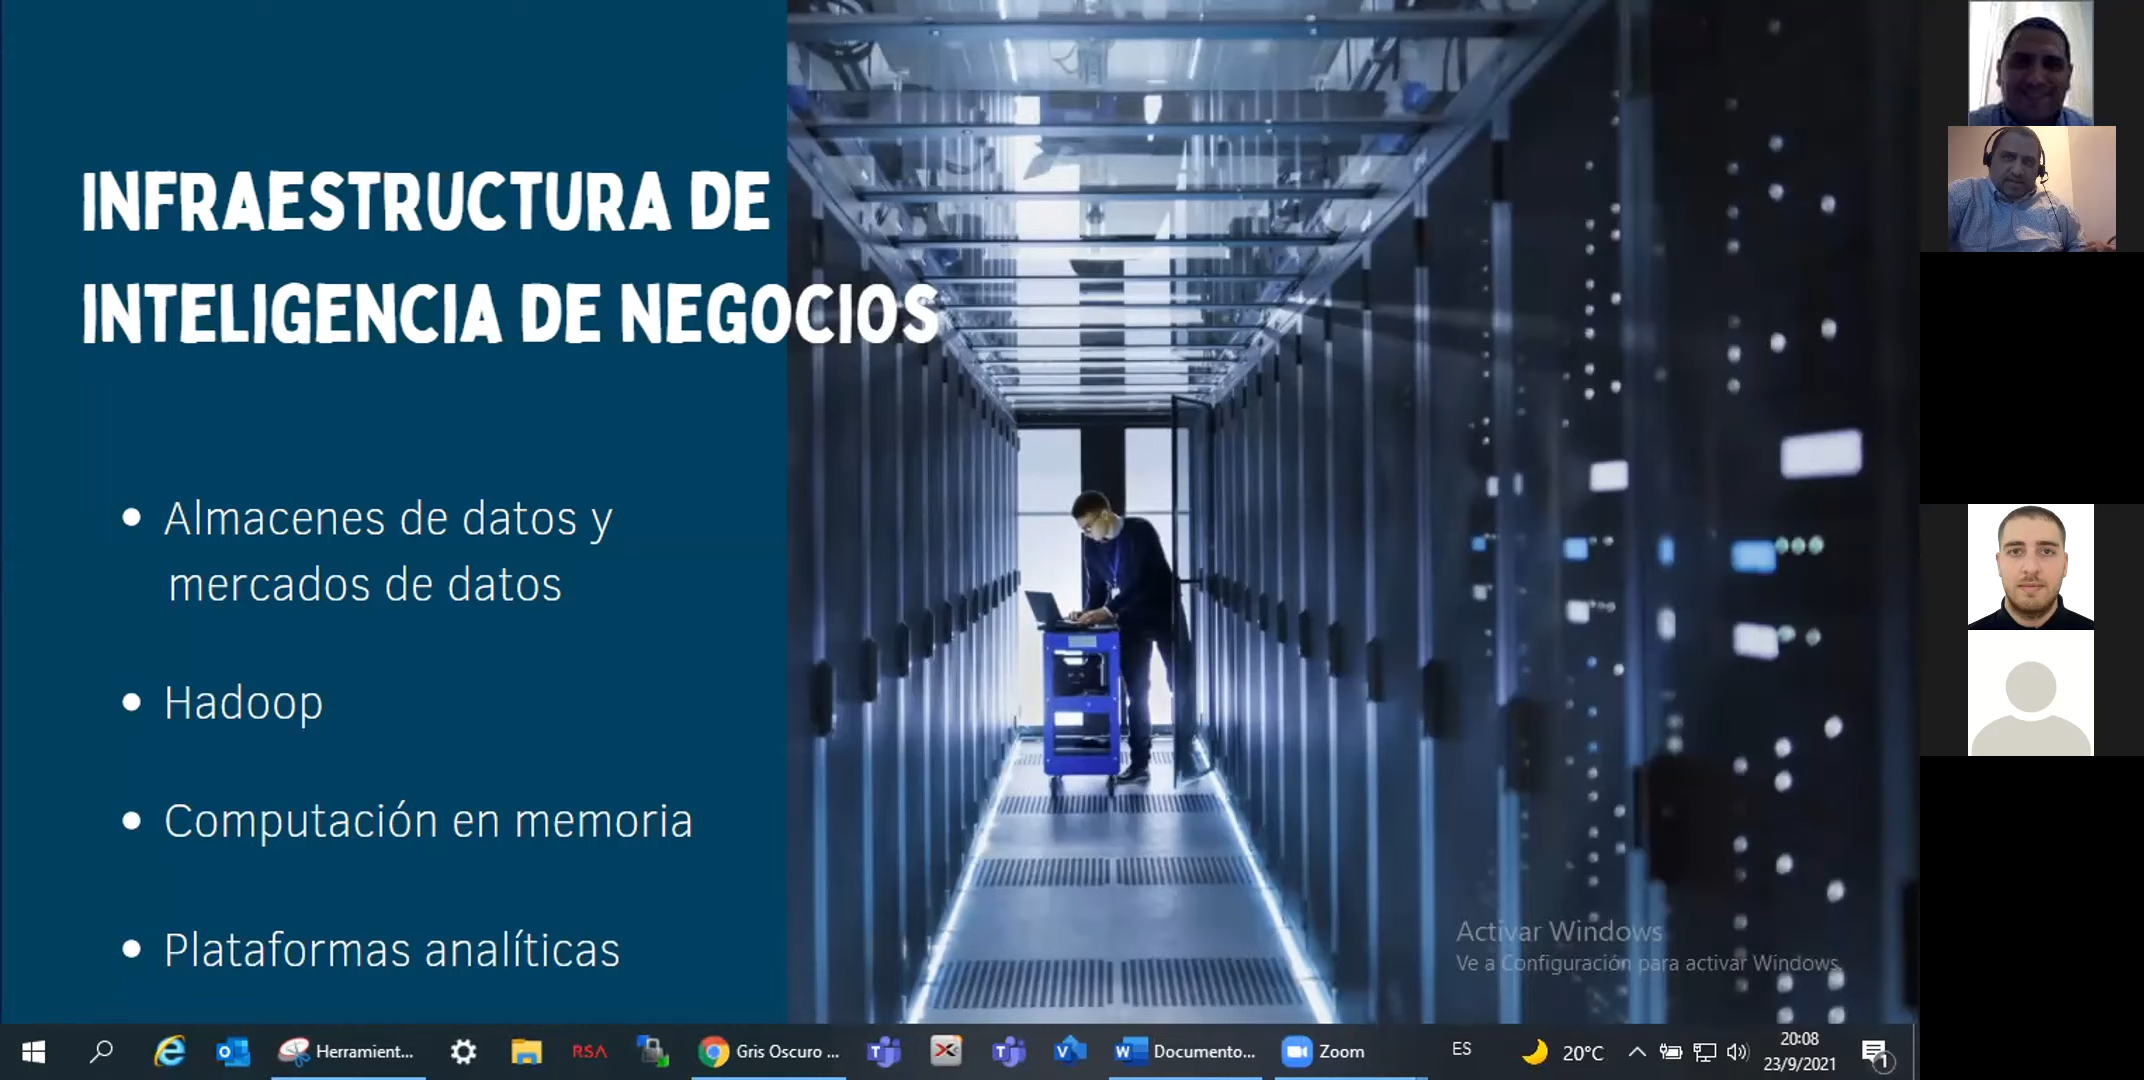 INFRAESTRUCTURA DE
INTELIGENCIA DE NEGOCIOS
• Almacenes de datos y
mercados de datos
• Hadoop
• Computación en memoria
• Plataformas analíticas
Activar Windows
Ve a Configuración para activar Windows.
Herramient...
RSA
Gris Oscuro ...
Documento...
Zoom
ES
20°C
20:08
23/9/2021
1